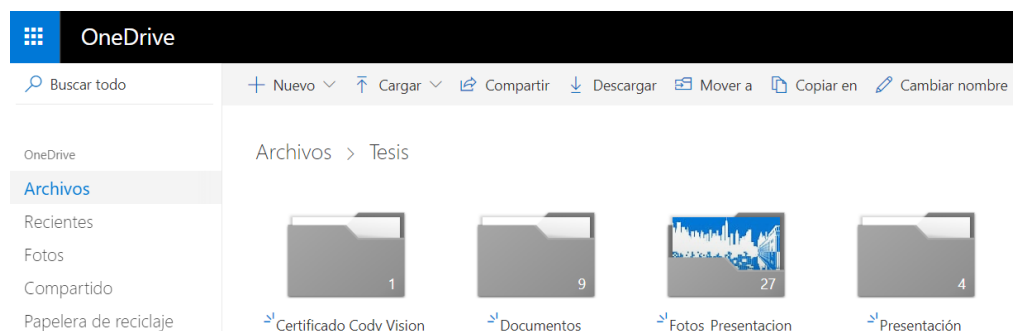 OneDrive
Buscar todo
Nuevo Cargar Compartir Descargar Mover a Copiar en Cambiar nombre
OneDrive
Archivos > Tesis
Archivos
Recientes
Fotos
Compartido
Papelera de reciclaje
1
9
27
4
Certificado Cody Vision
Documentos
Fotos Presentacion
Presentación